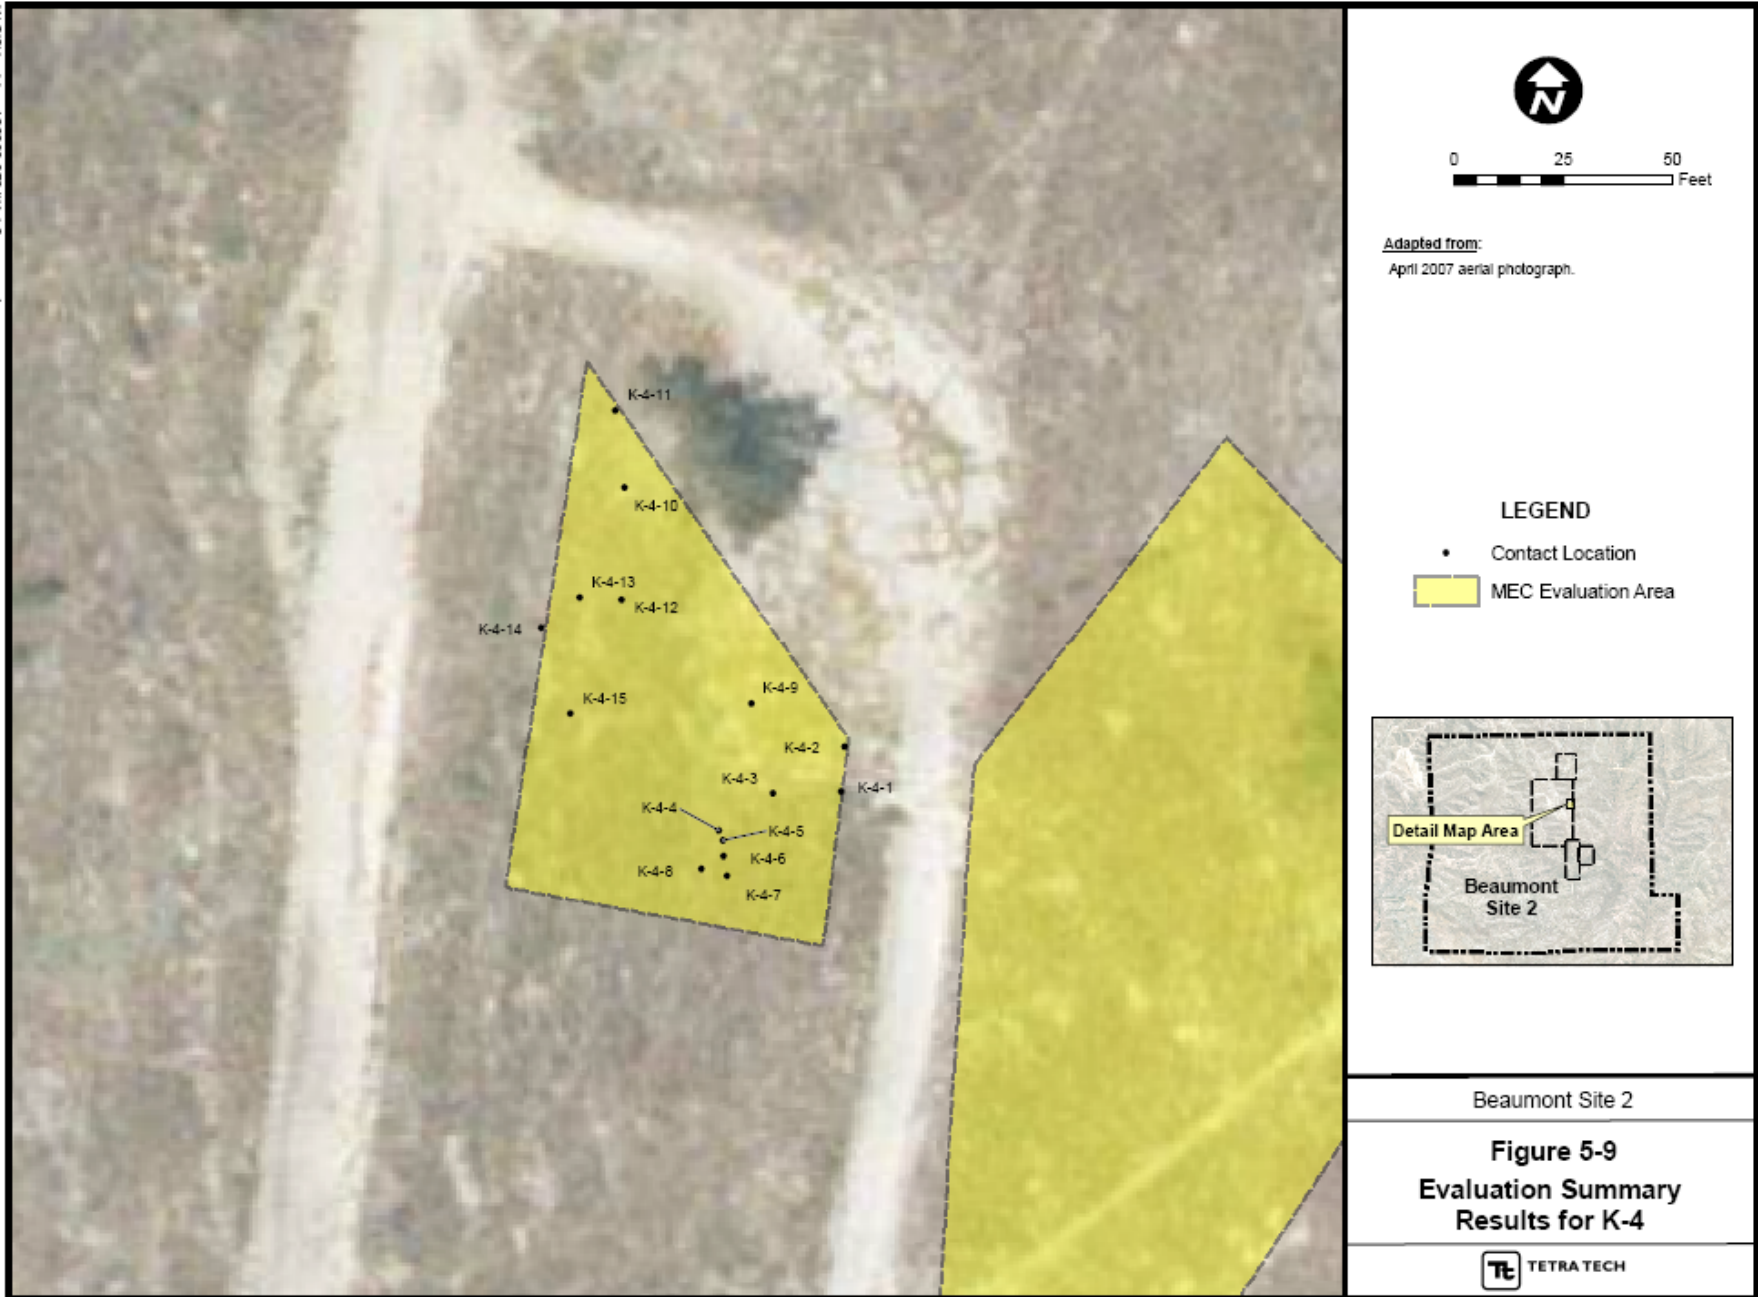 N
0 25 50
Feet
Adapted from:
April 2007 aerial photograph.
LEGEND
Contact Location
MEC Evaluation Area
K-4-11
K-4-10
K-4-13
K-4-12
K-4-14
K-4-9
K-4-15
K-4-2
K-4-3
K-4-1
K-4-4
K-4-5
K-4-6
K-4-8
K-4-7
Detail Map Area
Beaumont
Site 2
Beaumont Site 2
Figure 5-9
Evaluation Summary
Results for K-4
Tt TETRA TECH